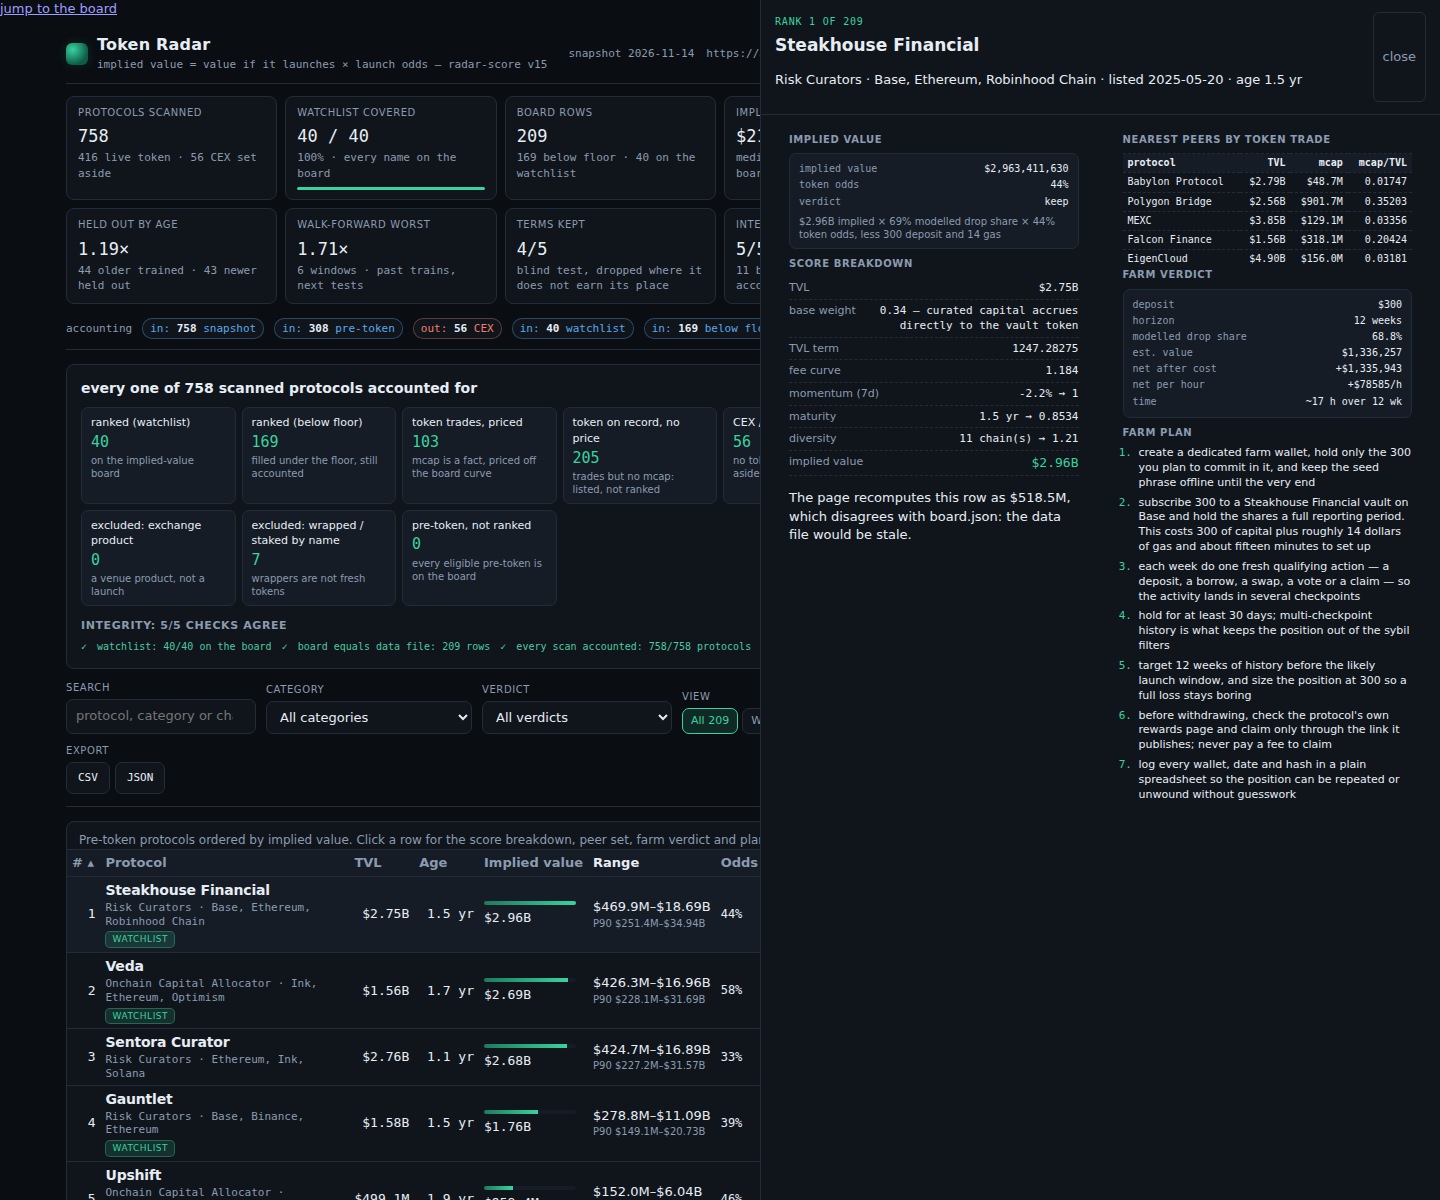 jump to the board
Token Radar
implied value = value if it launches × launch odds — radar-score v15
snapshot 2026-11-14 https://
PROTOCOLS SCANNED
758
416 live token · 56 CEX set
aside
WATCHLIST COVERED
40 / 40
100% · every name on the
board
BOARD ROWS
209
169 below floor · 40 on the
watchlist
HELD OUT BY AGE
1.19×
44 older trained · 43 newer
held out
WALK-FORWARD WORST
1.71×
6 windows · past trains,
next tests
TERMS KEPT
4/5
blind test, dropped where it
does not earn its place
accounting in: 758 snapshot in: 308 pre-token out: 56 CEX in: 40 watchlist in: 169 below flo
every one of 758 scanned protocols accounted for
ranked (watchlist)
40
on the implied-value
board
ranked (below floor)
169
filled under the floor, still
accounted
token trades, priced
103
mcap is a fact, priced off
the board curve
token on record, no
price
205
trades but no mcap:
listed, not ranked
CEX
56
no
aside
excluded: exchange
product
0
a venue product, not a
launch
excluded: wrapped /
staked by name
7
wrappers are not fresh
tokens
pre-token, not ranked
0
every eligible pre-token is
on the board
INTEGRITY: 5/5 CHECKS AGREE
✓ watchlist: 40/40 on the board ✓ board equals data file: 209 rows ✓ every scan accounted: 758/758 protocols
SEARCH
protocol, category or ch
CATEGORY
All categories
VERDICT
All verdicts
VIEW
All 209 W
EXPORT
CSV JSON
Pre-token protocols ordered by implied value. Click a row for the score breakdown, peer set, farm verdict and plan
# ▲ Protocol TVL Age Implied value Range Odds
1 Steakhouse Financial $2.75B 1.5 yr $2.96B $469.9M–$18.69B 44%
Risk Curators · Base, Ethereum, P90 $251.4M–$34.94B
Robinhood Chain
WATCHLIST
2 Veda $1.56B 1.7 yr $2.69B $426.3M–$16.96B 58%
Onchain Capital Allocator · Ink, P90 $228.1M–$31.69B
Ethereum, Optimism
WATCHLIST
3 Sentora Curator $2.76B 1.1 yr $2.68B $424.7M–$16.89B 33%
Risk Curators · Ethereum, Ink, P90 $227.2M–$31.57B
Solana
4 Gauntlet $1.58B 1.5 yr $1.76B $278.8M–$11.09B 39%
Risk Curators · Base, Binance, P90 $149.1M–$20.73B
Ethereum
WATCHLIST
Upshift $152.0M–$6.04B
Onchain Capital Allocator ·
RANK 1 OF 209
Steakhouse Financial
close
Risk Curators · Base, Ethereum, Robinhood Chain · listed 2025-05-20 · age 1.5 yr
IMPLIED VALUE
implied value $2,963,411,630
token odds 44%
verdict keep
$2.96B implied × 69% modelled drop share × 44%
token odds, less 300 deposit and 14 gas
SCORE BREAKDOWN
TVL $2.75B
base weight 0.34 — curated capital accrues
directly to the vault token
TVL term 1247.28275
fee curve 1.184
momentum (7d) -2.2% → 1
maturity 1.5 yr → 0.8534
diversity 11 chain(s) → 1.21
implied value $2.96B
The page recomputes this row as $518.5M,
which disagrees with board.json: the data
file would be stale.
NEAREST PEERS BY TOKEN TRADE
protocol TVL mcap mcap/TVL
Babylon Protocol $2.79B $48.7M 0.01747
Polygon Bridge $2.56B $901.7M 0.35203
MEXC $3.85B $129.1M 0.03356
Falcon Finance $1.56B $318.1M 0.20424
EigenCloud $4.90B $156.0M 0.03181
FARM VERDICT
deposit $300
horizon 12 weeks
modelled drop share 68.8%
est. value $1,336,257
net after cost +$1,335,943
net per hour +$78585/h
time ~17 h over 12 wk
FARM PLAN
1. create a dedicated farm wallet, hold only the 300
you plan to commit in it, and keep the seed
phrase offline until the very end
2. subscribe 300 to a Steakhouse Financial vault on
Base and hold the shares a full reporting period.
This costs 300 of capital plus roughly 14 dollars
of gas and about fifteen minutes to set up
3. each week do one fresh qualifying action — a
deposit, a borrow, a swap, a vote or a claim — so
the activity lands in several checkpoints
4. hold for at least 30 days; multi-checkpoint
history is what keeps the position out of the sybil
filters
5. target 12 weeks of history before the likely
launch window, and size the position at 300 so a
full loss stays boring
6. before withdrawing, check the protocol's own
rewards page and claim only through the link it
publishes; never pay a fee to claim
7. log every wallet, date and hash in a plain
spreadsheet so the position can be repeated or
unwound without guesswork